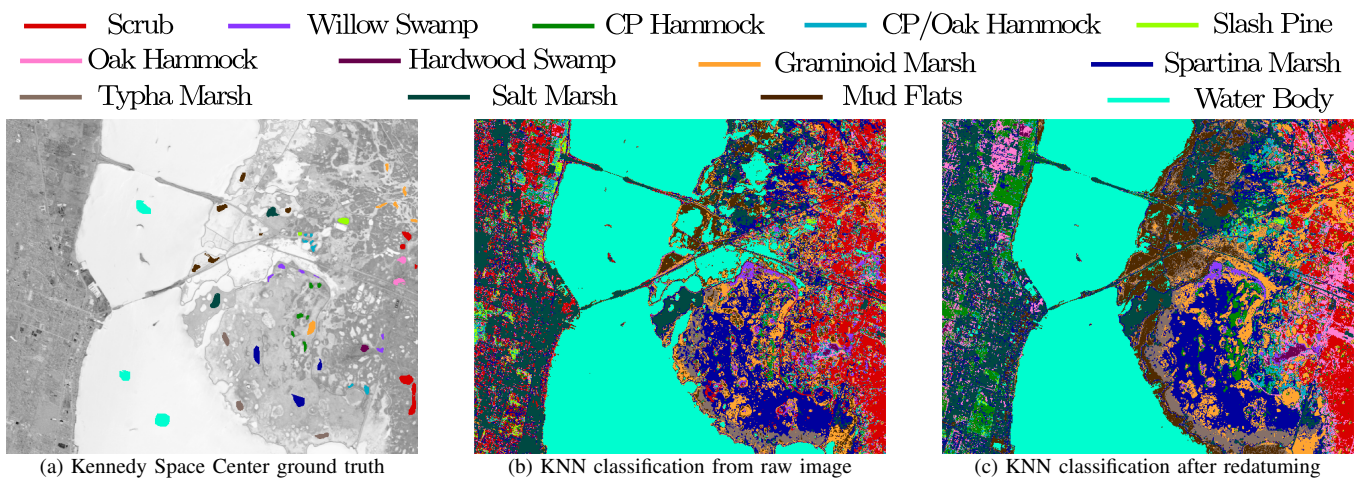 Scrub Willow Swamp CP Hammock CP/Oak Hammock Slash Pine
Oak Hammock Hardwood Swamp Graminoid Marsh Spartina Marsh
Typha Marsh Salt Marsh Mud Flats Water Body
(a) Kennedy Space Center ground truth
(b) KNN classification from raw image
(c) KNN classification after redatuming